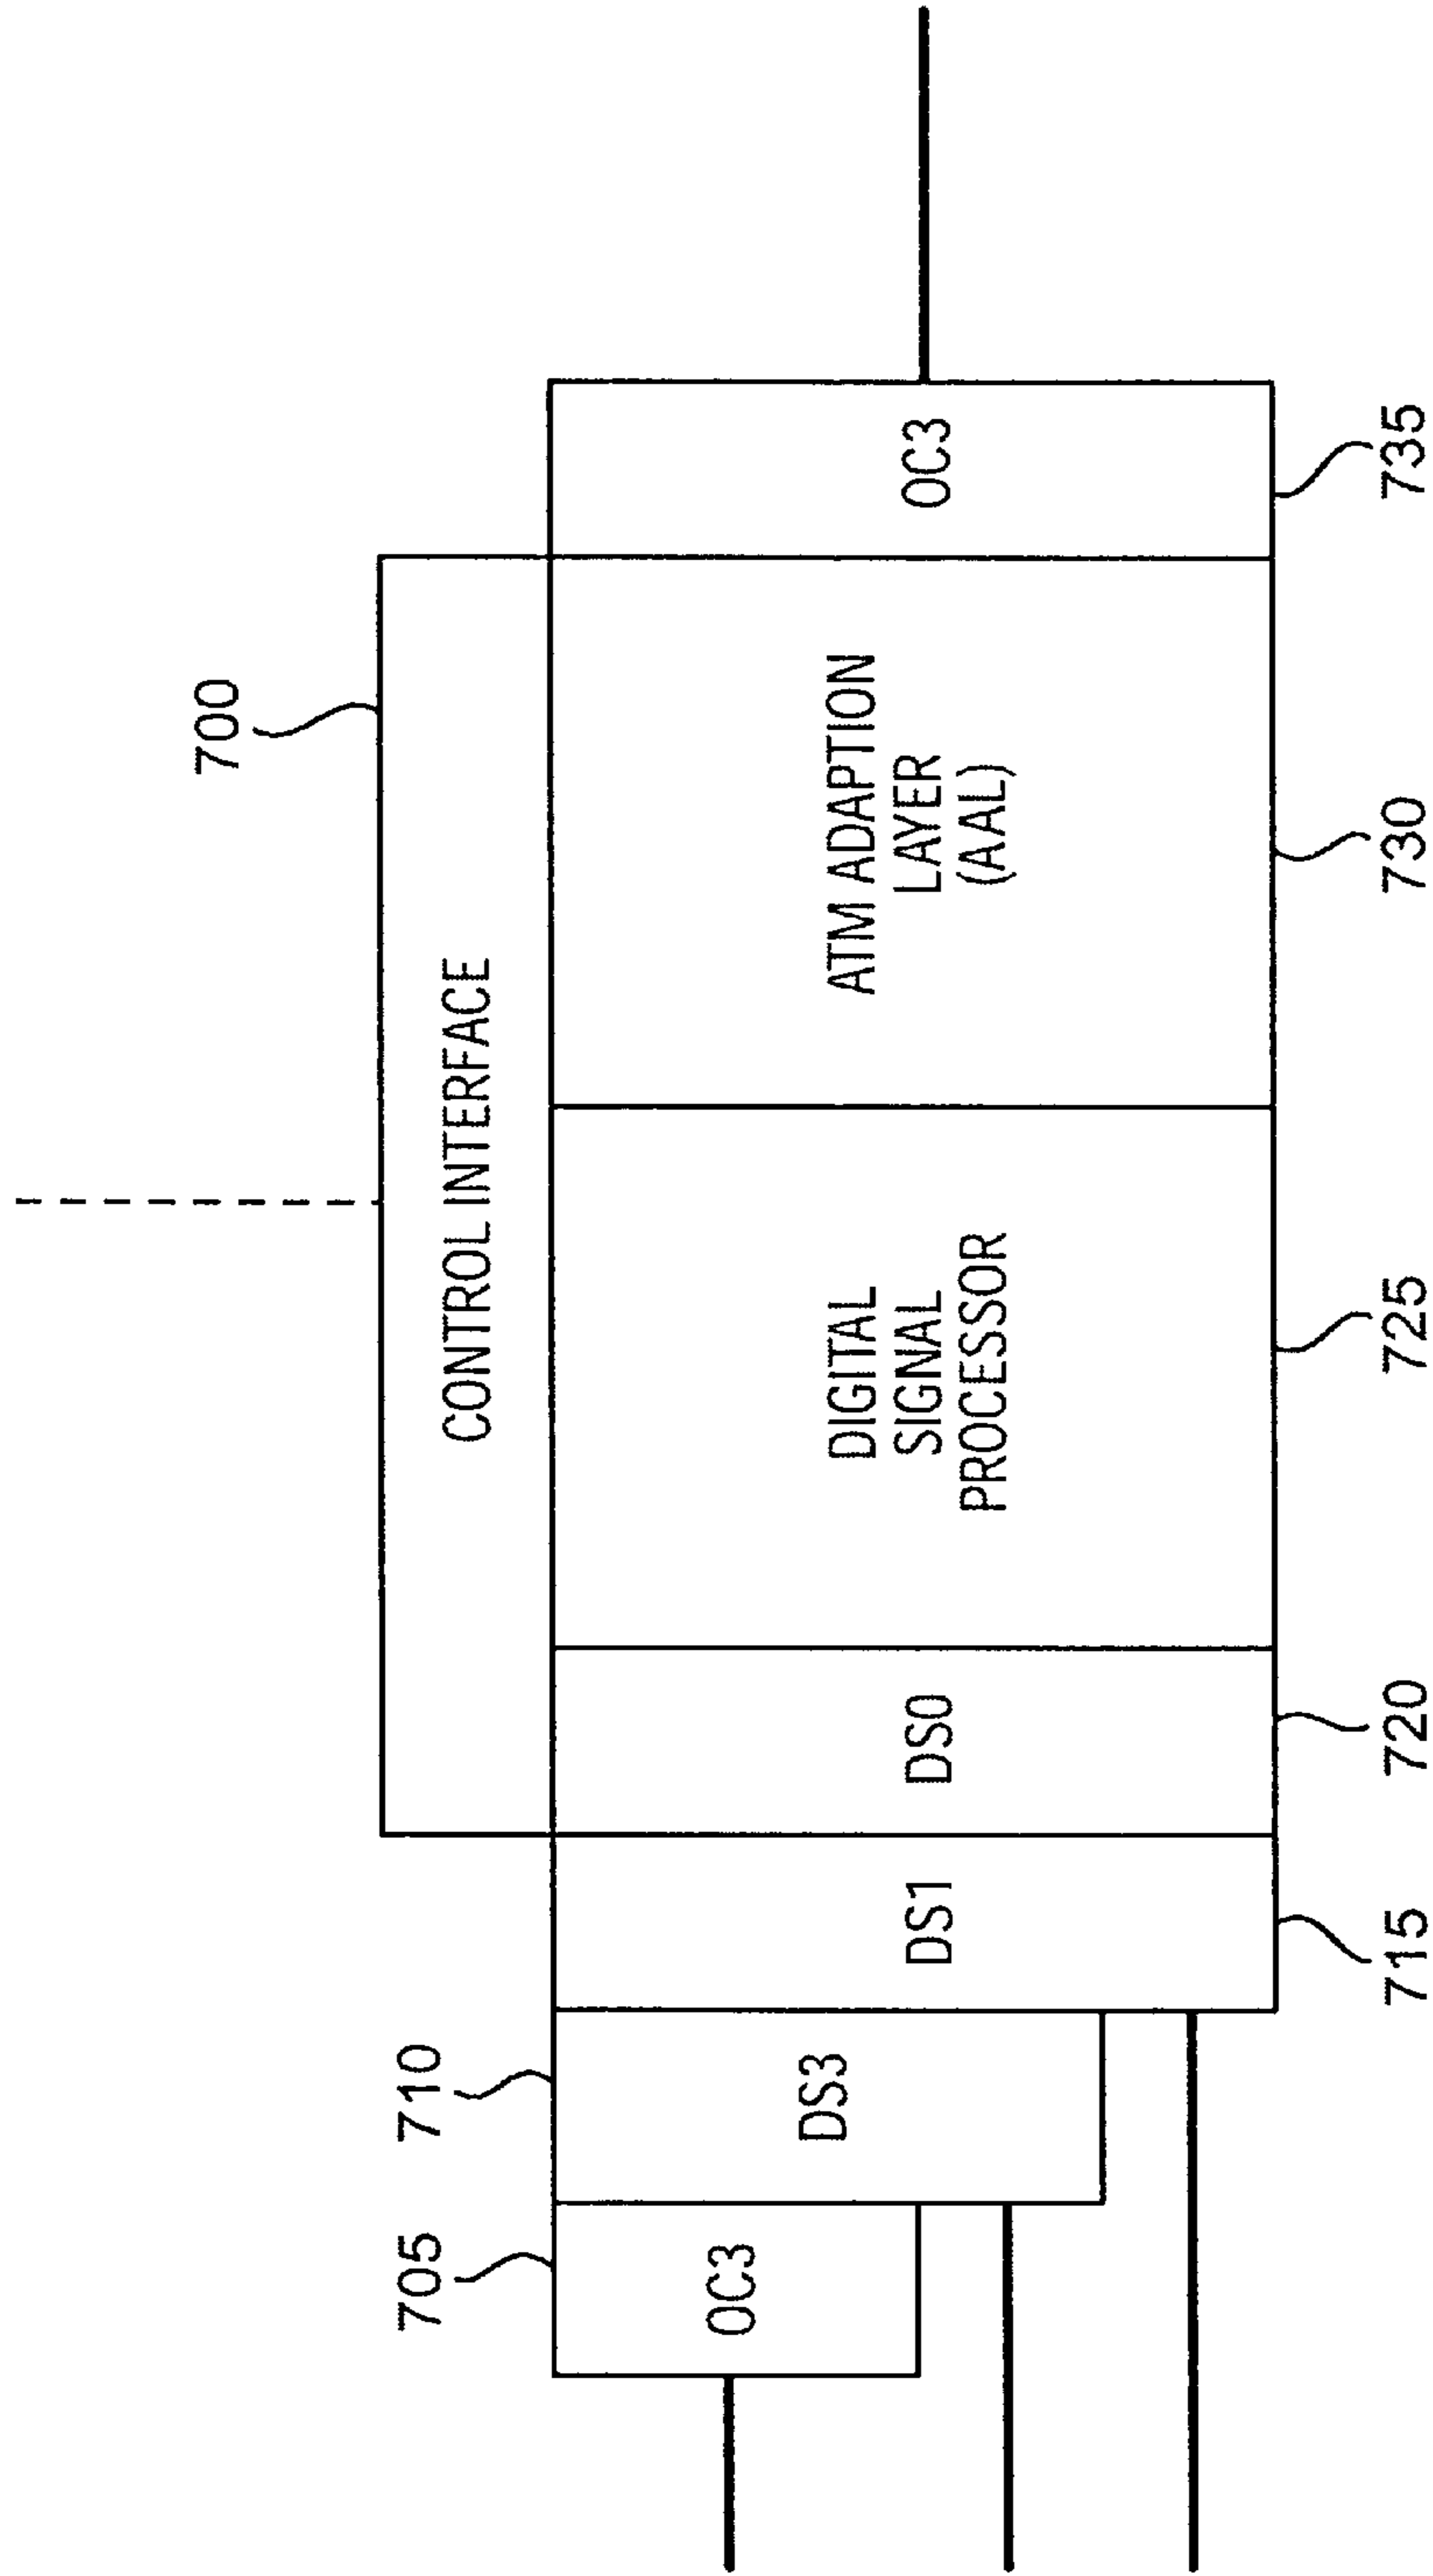 700
CONTROL INTERFACE
705
710
OC3
DS3
DS1
DS0
DIGITAL
SIGNAL
PROCESSOR
ATM ADAPTION
LAYER
(AAL)
OC3
715
720
725
730
735